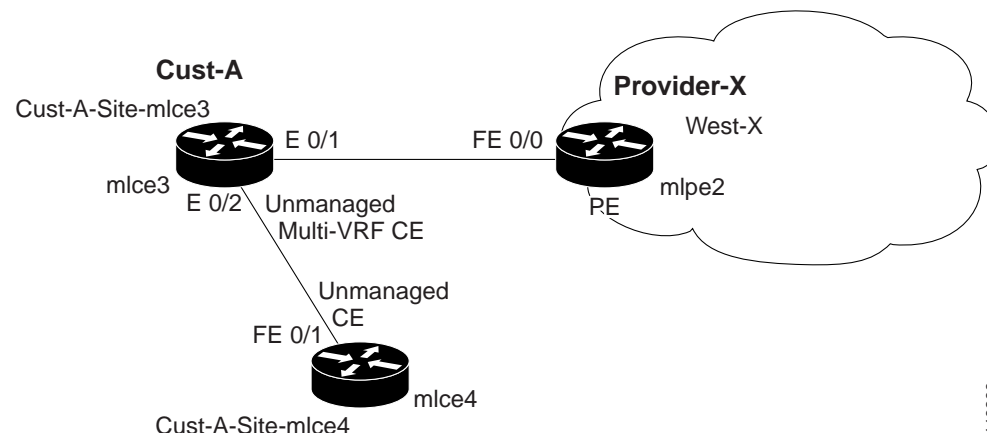 Cust-A
Cust-A-Site-mlce3
Provider-X
West-X
E 0/1
FE 0/0
mlce3
mlpe2
E 0/2
Unmanaged
Multi-VRF CE
PE
Unmanaged
CE
FE 0/1
mlce4
Cust-A-Site-mlce4